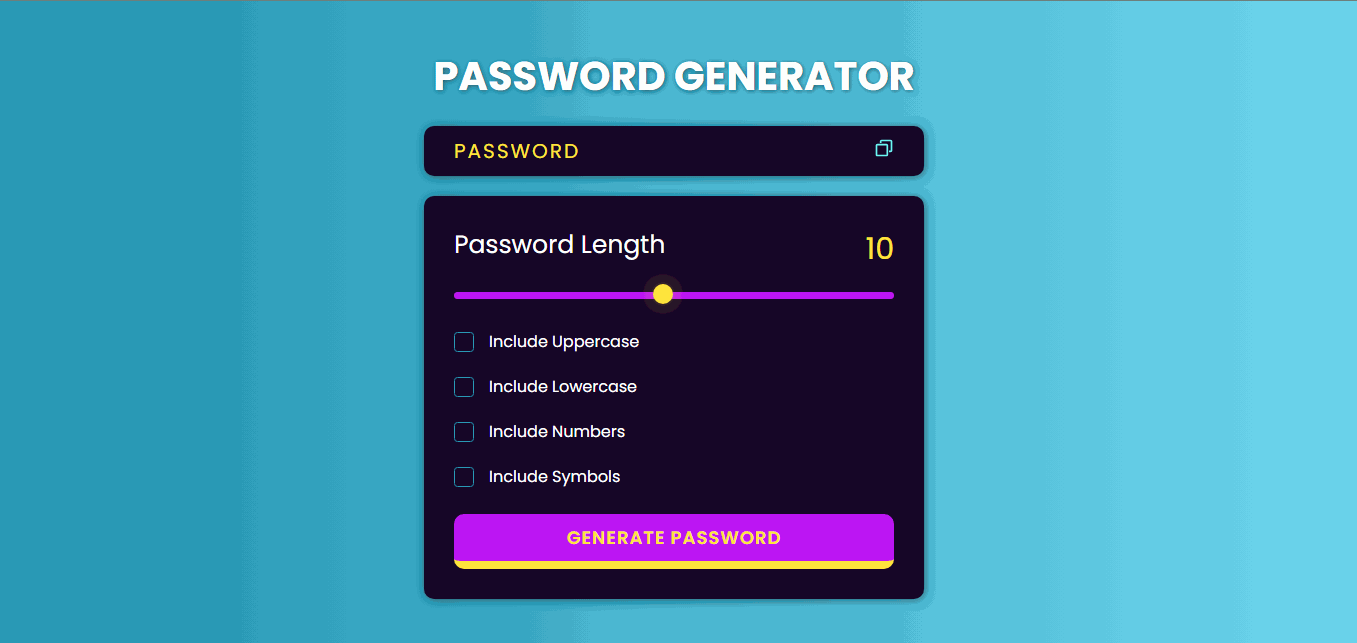 PASSWORD GENERATOR
PASSWORD
Password Length 10
Include Uppercase
Include Lowercase
Include Numbers
Include Symbols
GENERATE PASSWORD